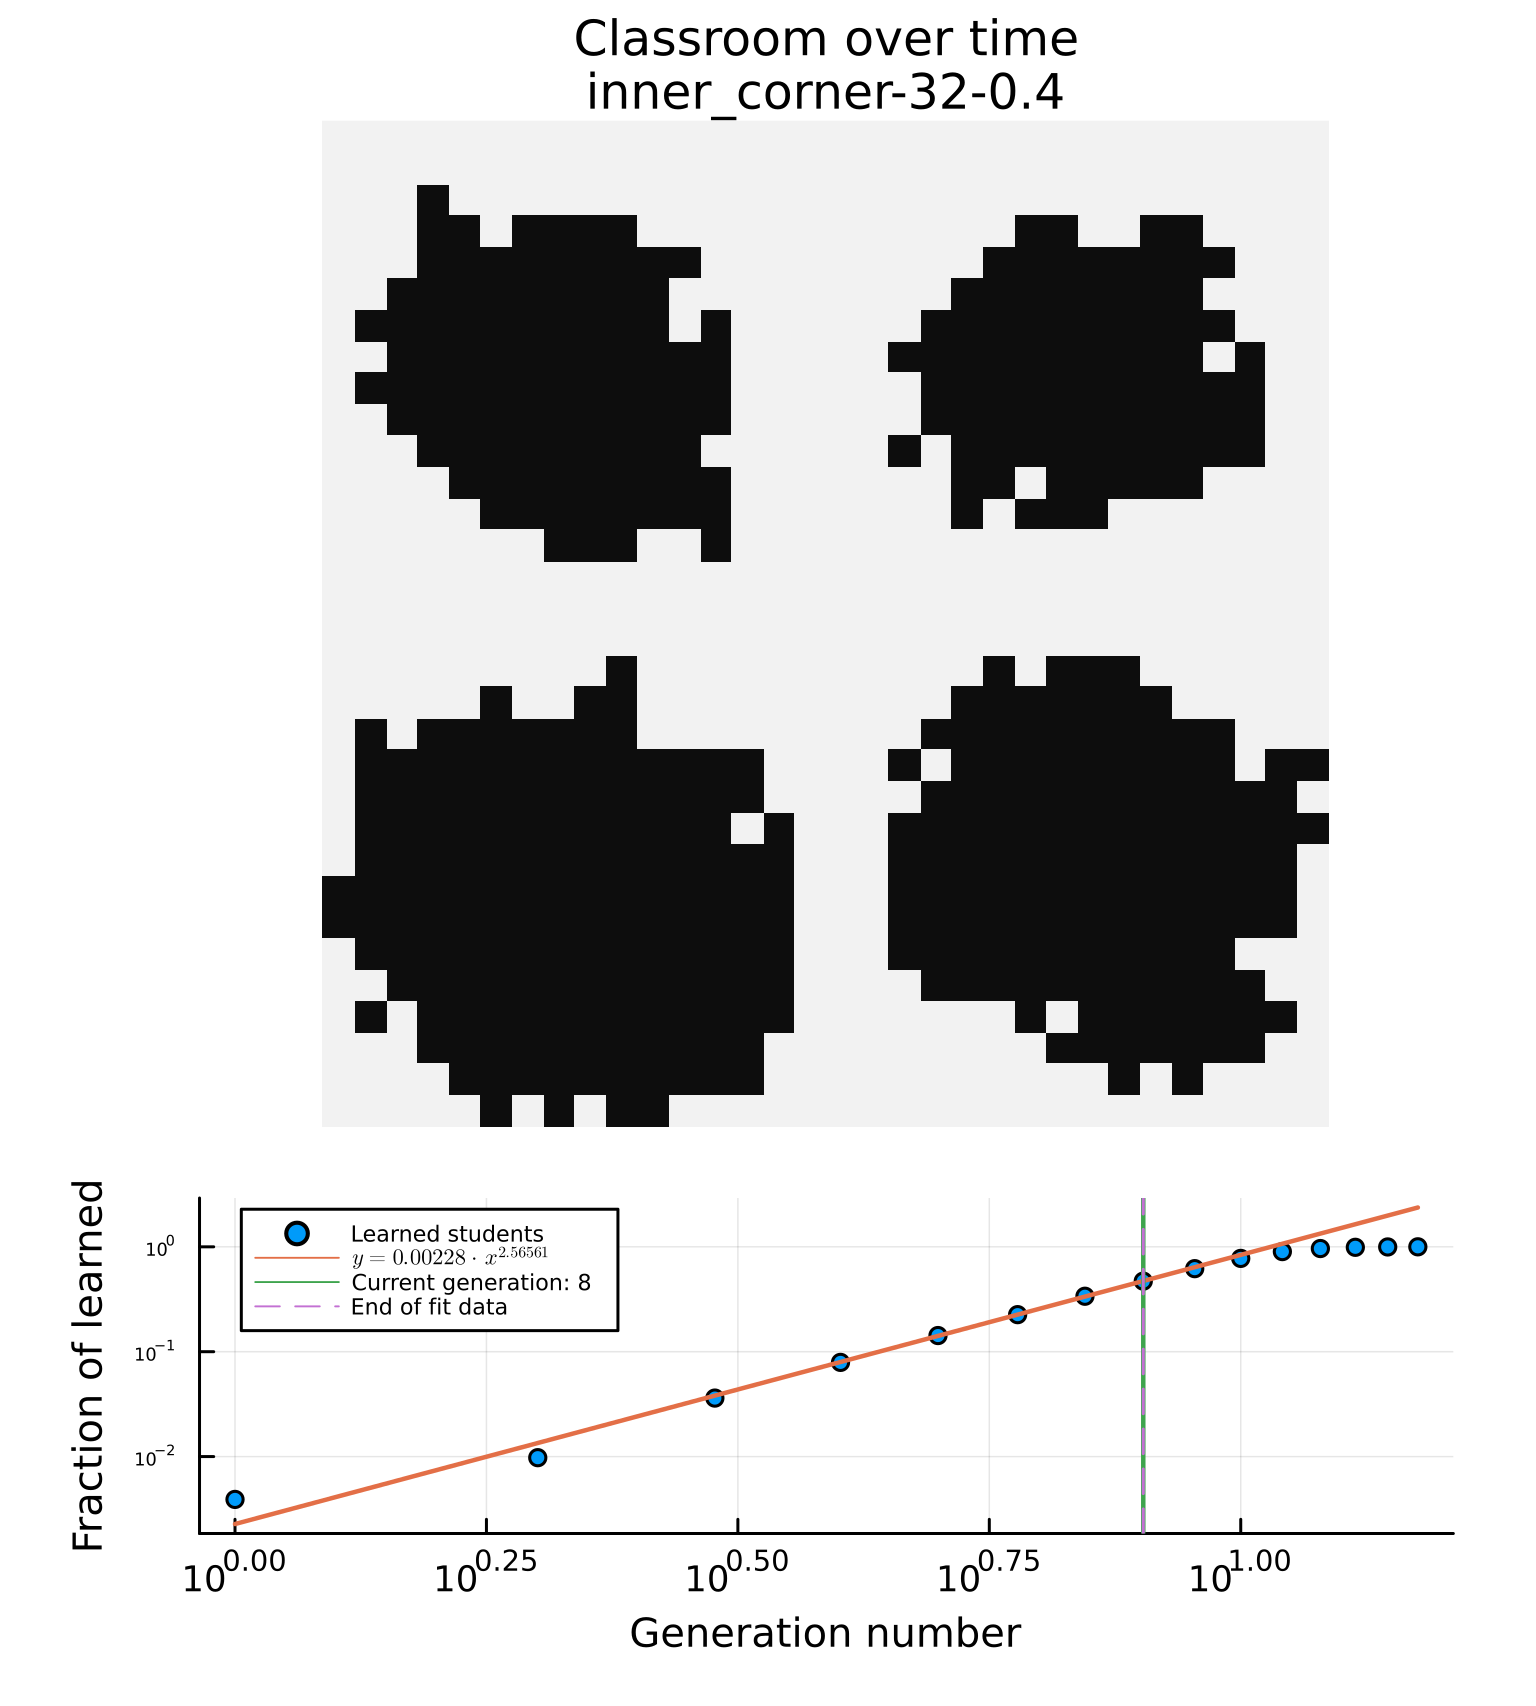 Classroom over time
inner_corner-32-0.4
Fraction of learned
10^0
10^-1
10^-2
Learned students
y = 0.00228 · x^2.56561
Current generation: 8
End of fit data
10^0.00 10^0.25 10^0.50 10^0.75 10^1.00
Generation number